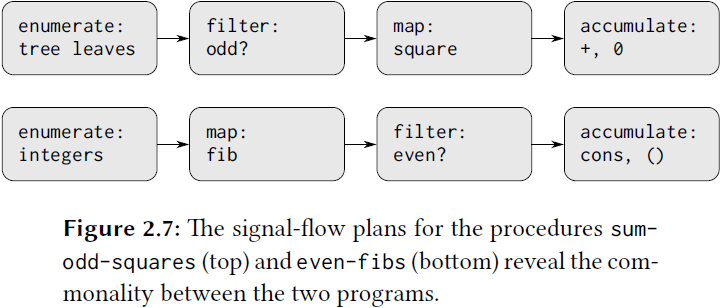 enumerate: filter: map: accumulate:
tree leaves odd? square +, 0
enumerate: map: filter: accumulate:
integers fib even? cons, ()
Figure 2.7: The signal-flow plans for the procedures sum-
odd-squares (top) and even-fibs (bottom) reveal the com-
monality between the two programs.